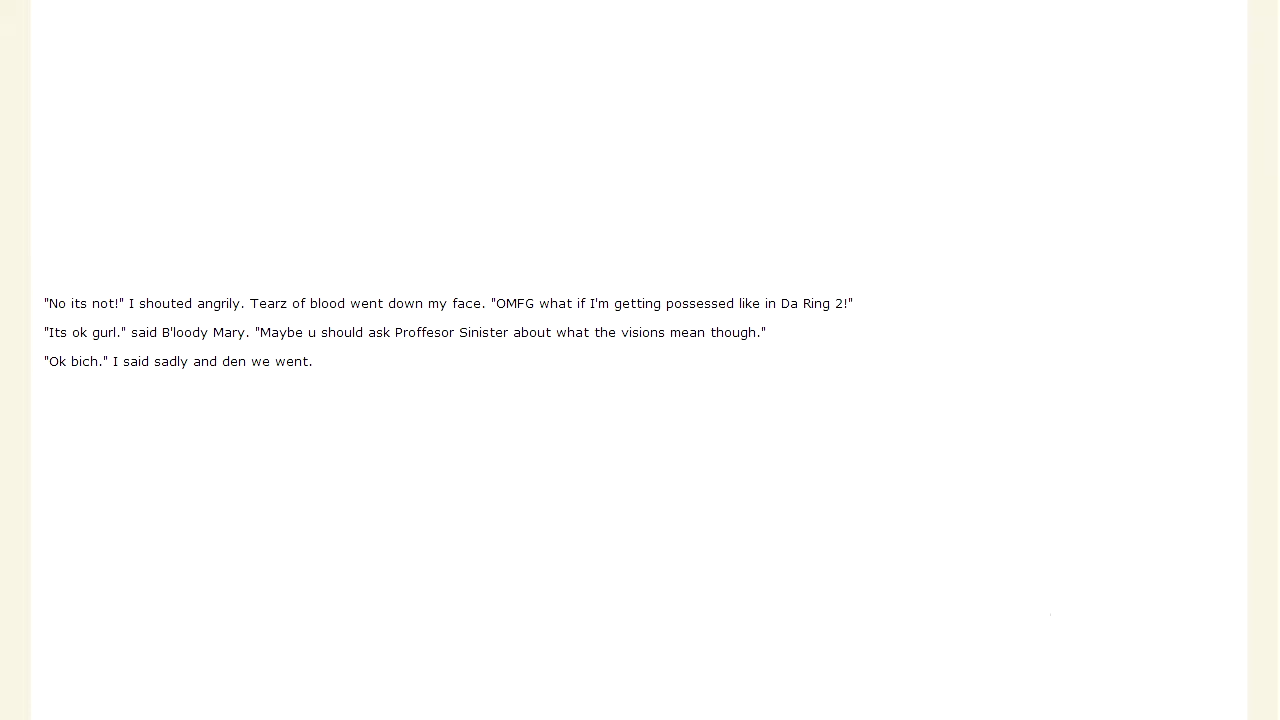 "No its not!" I shouted angrily. Tearz of blood went down my face. "OMFG what if I'm getting possessed like in Da Ring 2!"
"Its ok gurl." said B'loody Mary. "Maybe u should ask Proffesor Sinister about what the visions mean though."
"Ok bich." I said sadly and den we went.